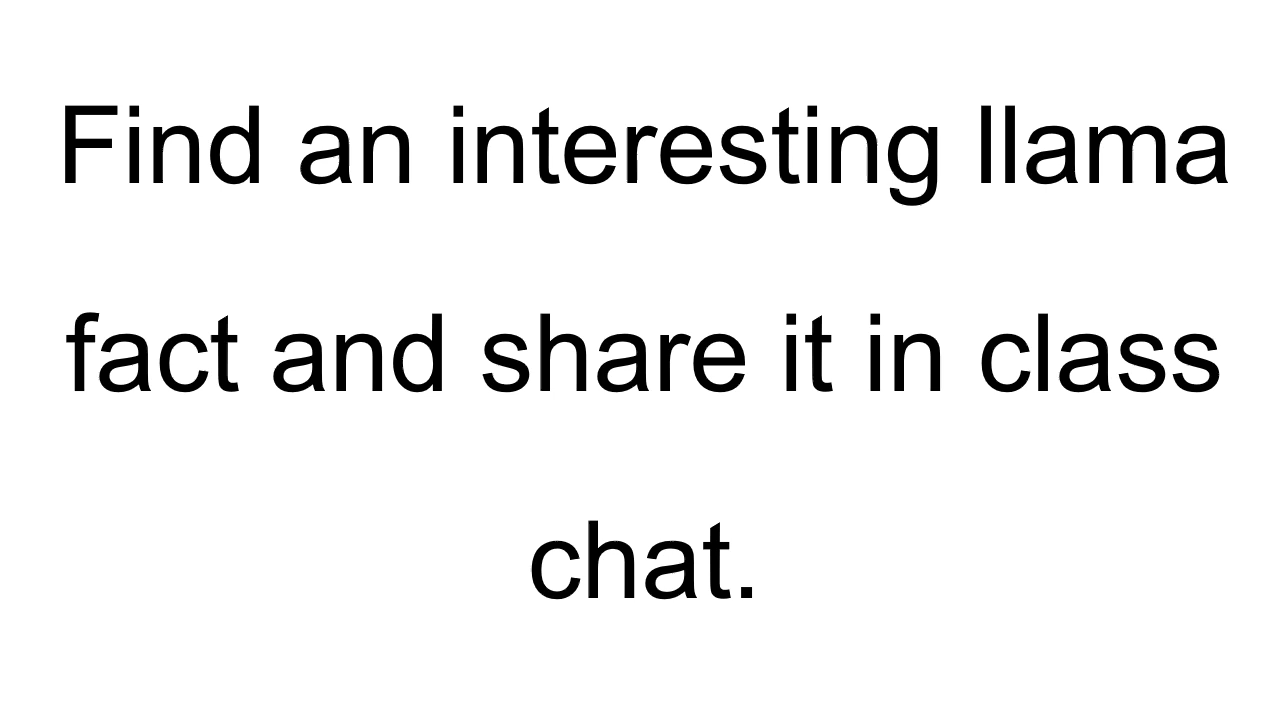 Find an interesting llama
fact and share it in class
chat.